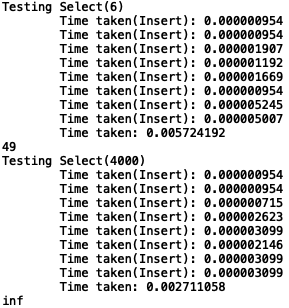 Testing Select(6)
Time taken(Insert): 0.000000954
Time taken(Insert): 0.000000954
Time taken(Insert): 0.000001907
Time taken(Insert): 0.000001192
Time taken(Insert): 0.000001669
Time taken(Insert): 0.000000954
Time taken(Insert): 0.000005245
Time taken(Insert): 0.000005007
Time taken: 0.005724192
49
Testing Select(4000)
Time taken(Insert): 0.000000954
Time taken(Insert): 0.000000954
Time taken(Insert): 0.000000715
Time taken(Insert): 0.000002623
Time taken(Insert): 0.000003099
Time taken(Insert): 0.000002146
Time taken(Insert): 0.000003099
Time taken(Insert): 0.000003099
Time taken: 0.002711058
inf